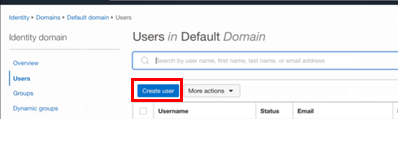 Identity › Domains › Default domain › Users
Identity domain
Users in Default Domain
Search by user name, first name, last name, or email address
Overview
Users
Groups
Dynamic groups
Create user
More actions
Username Status Email